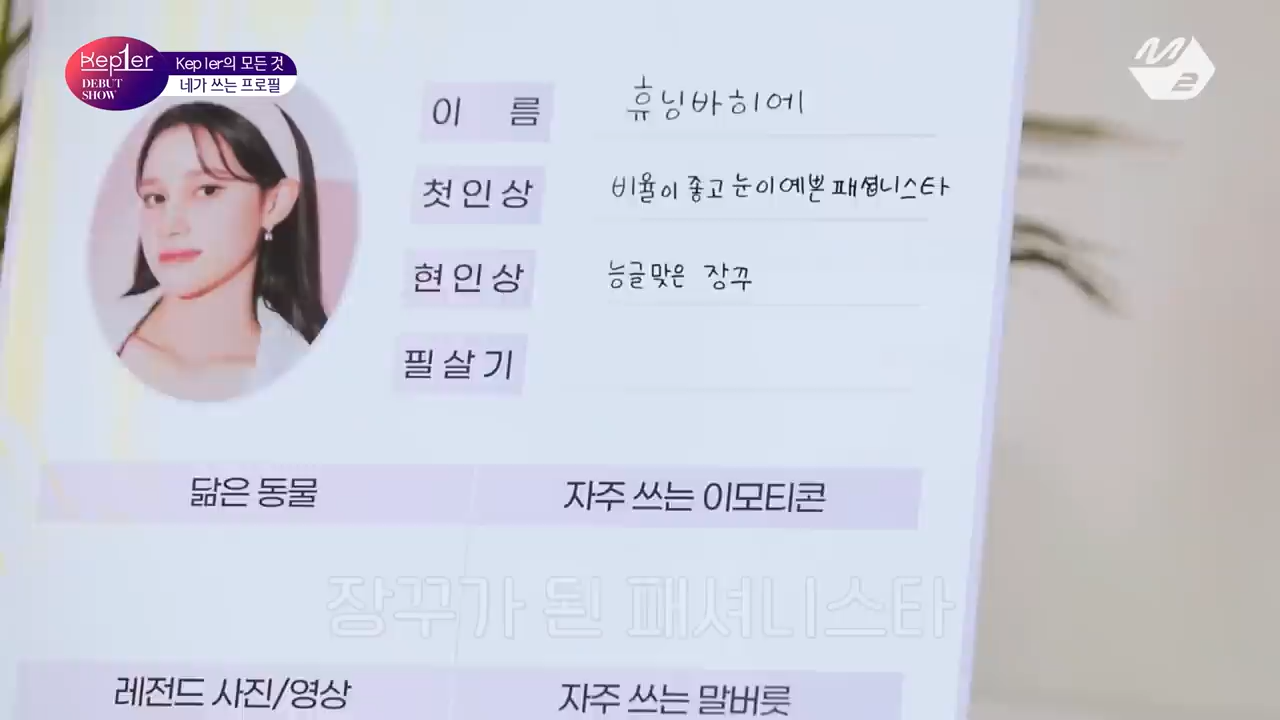 Kep1er
DEBUT
SHOW
Kep1er의 모든 것
네가 쓰는 프로필
M2
이 름
휴닝바히에
첫인상
비율이 좋고 눈이 예쁜 패셔니스타
현인상
능글맞은 장꾸
필살기
닮은 동물
자주 쓰는 이모티콘
장꾸가 된 패셔니스타
레전드 사진/영상
자주 쓰는 말버릇